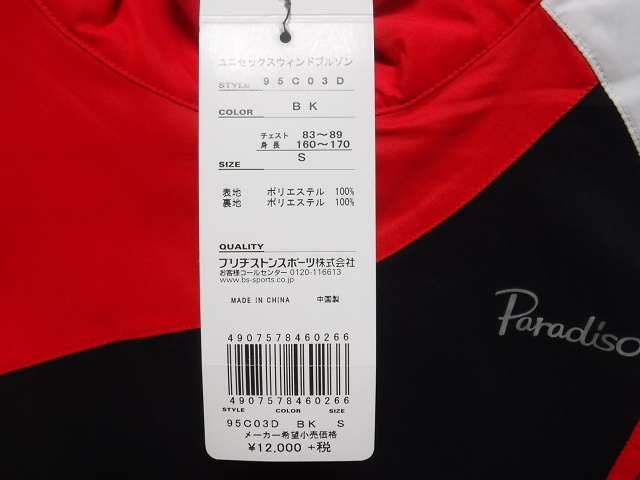 ユニセックスウィンドブルゾン
STYLE 95C03D
COLOR BK
チェスト 83～89
身長 160～170
SIZE S
表地 ポリエステル 100%
裏地 ポリエステル 100%
QUALITY
ブリヂストンスポーツ株式会社
お客様コールセンター 0120-116613
www.bs-sports.co.jp/
MADE IN CHINA 中国製
4907578460266
4907578460266
STYLE COLOR SIZE
95C03D BK S
メーカー希望小売価格
¥12,000 +税
Paradiso